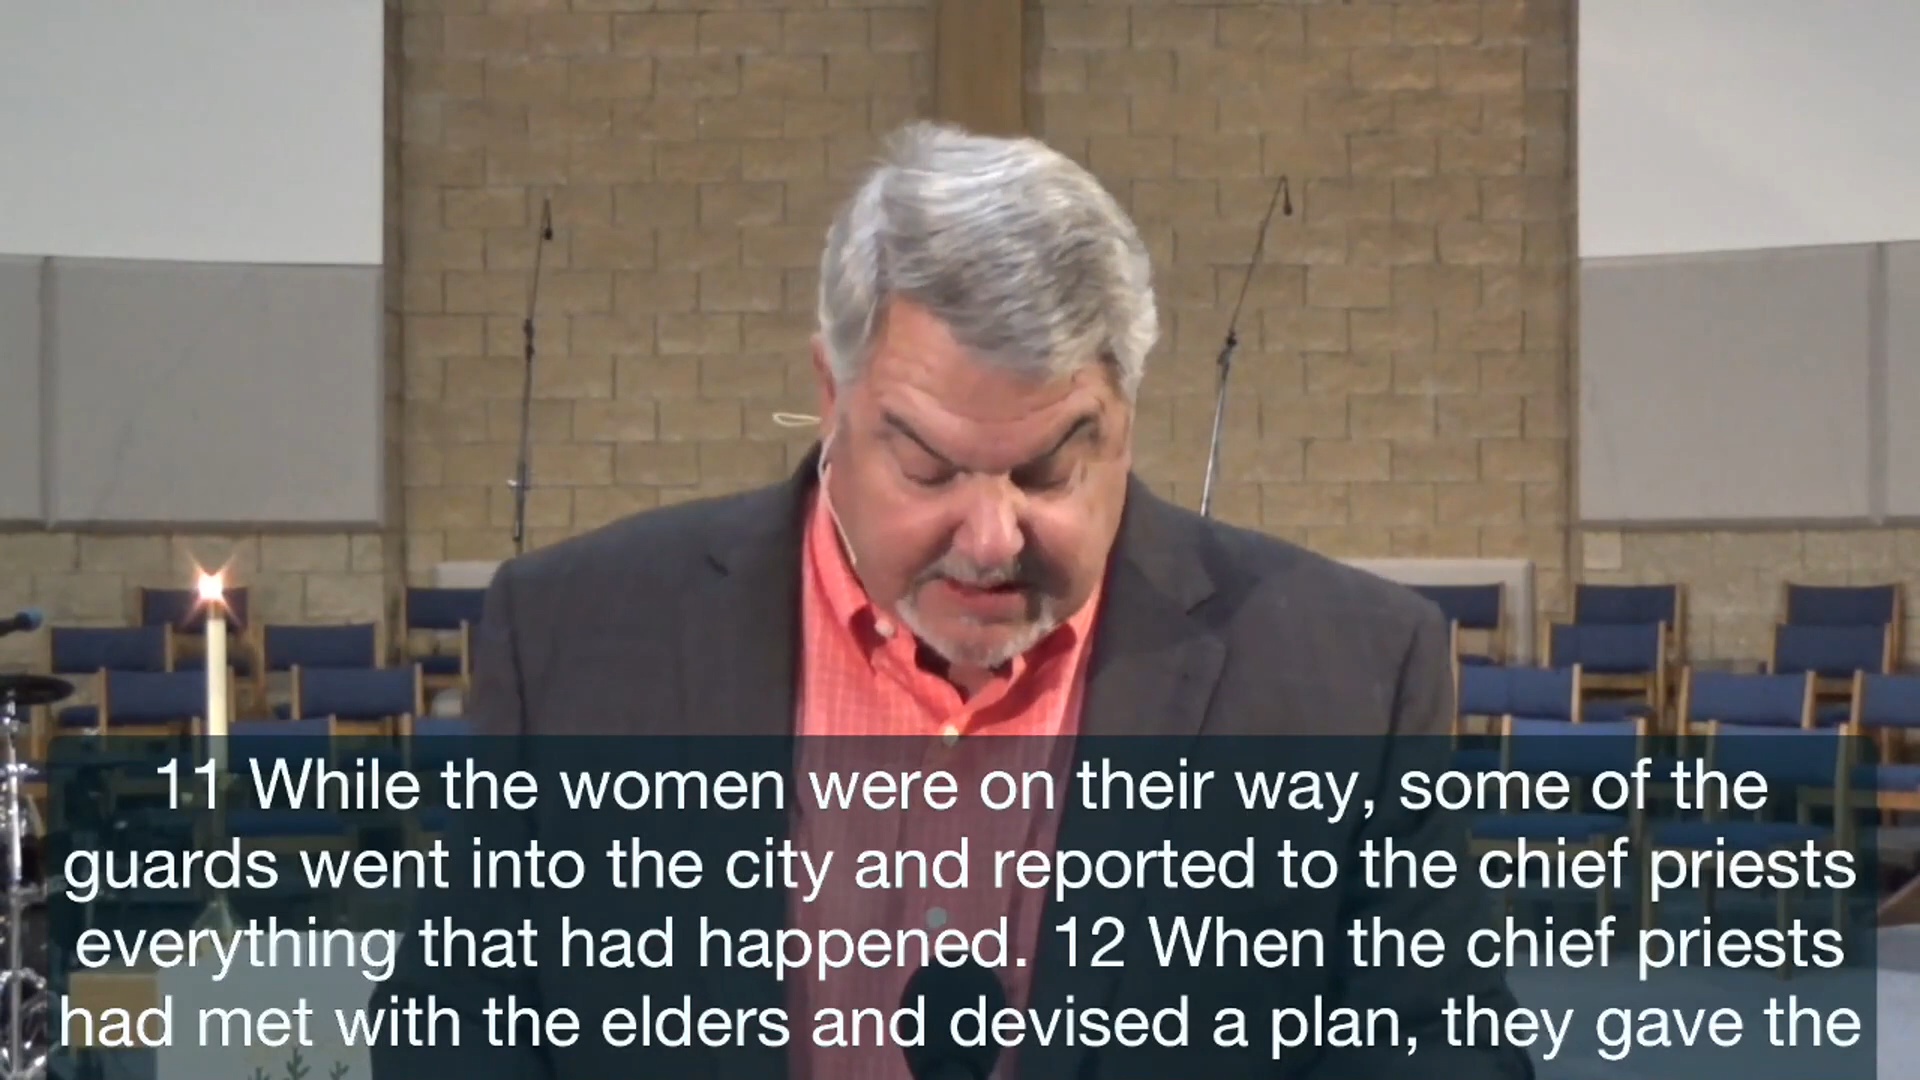 11 While the women were on their way, some of the
guards went into the city and reported to the chief priests
everything that had happened. 12 When the chief priests
had met with the elders and devised a plan, they gave the